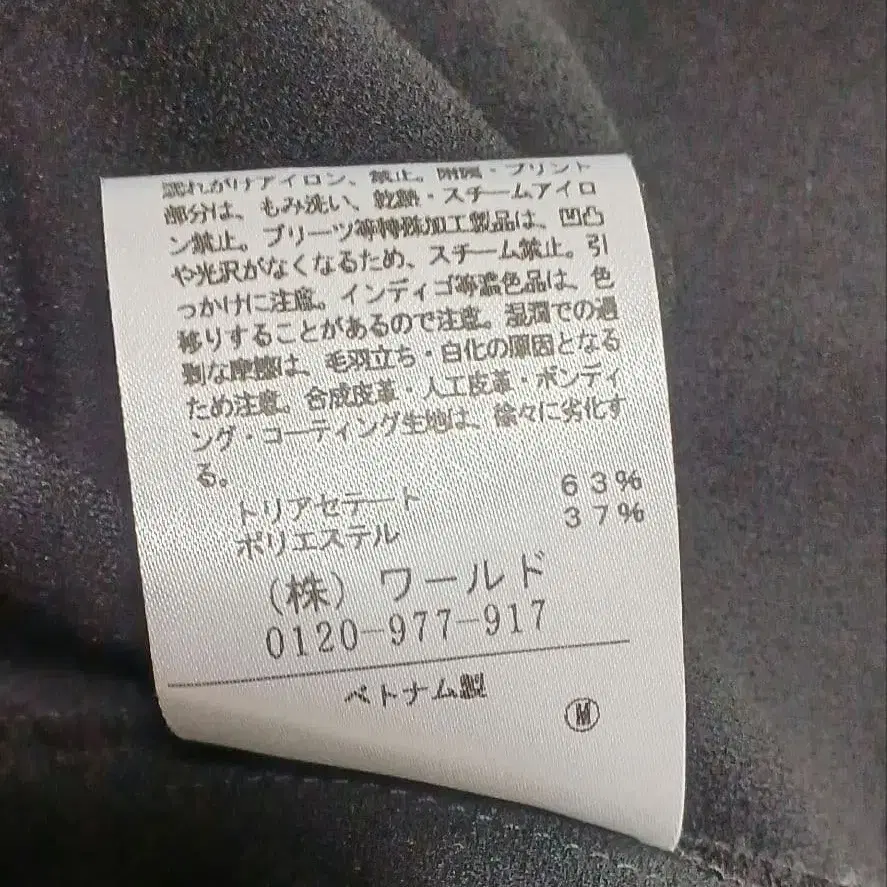 濡れがけアイロン、禁止。附属・プリント
部分は、もみ洗い、乾熱・スチームアイロ
ン禁止。プリーツ等特殊加工製品は、凹凸
や光沢がなくなるため、スチーム禁止。引
っかけに注意。インディゴ等濃色品は、色
移りすることがあるので注意。湿潤での過
剰な摩擦は、毛羽立ち・白化の原因となる
ため注意。合成皮革・人工皮革・ボンディ
ング・コーティング生地は、徐々に劣化す
る。
トリアセテート 63%
ポリエステル 37%
(株) ワールド
0120-977-917
ベトナム製
M